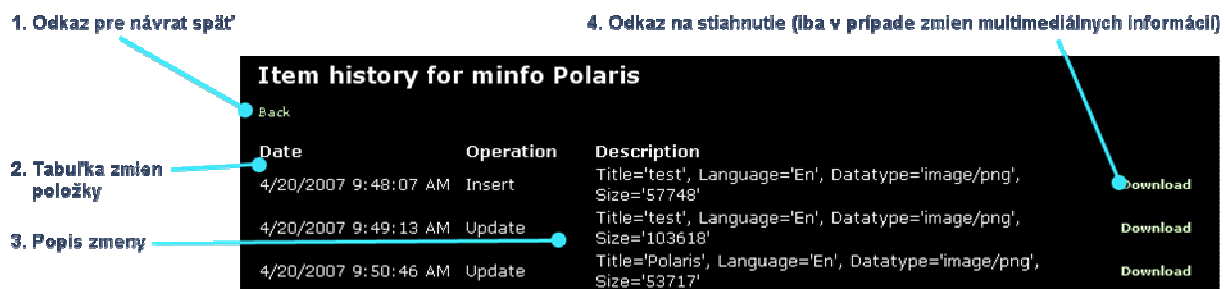 1. Odkaz pre návrat späť
4. Odkaz na stiahnutie (iba v prípade zmien multimediálnych informácií)
Item history for minfo Polaris
Back
2. Tabuľka zmien
položky
Date Operation Description
4/20/2007 9:48:07 AM Insert Title='test', Language='En', Datatype='image/png',
Size='57748' Download
3. Popis zmeny
4/20/2007 9:49:13 AM Update Title='test', Language='En', Datatype='image/png',
Size='103618' Download
4/20/2007 9:50:46 AM Update Title='Polaris', Language='En', Datatype='image/png',
Size='53717' Download